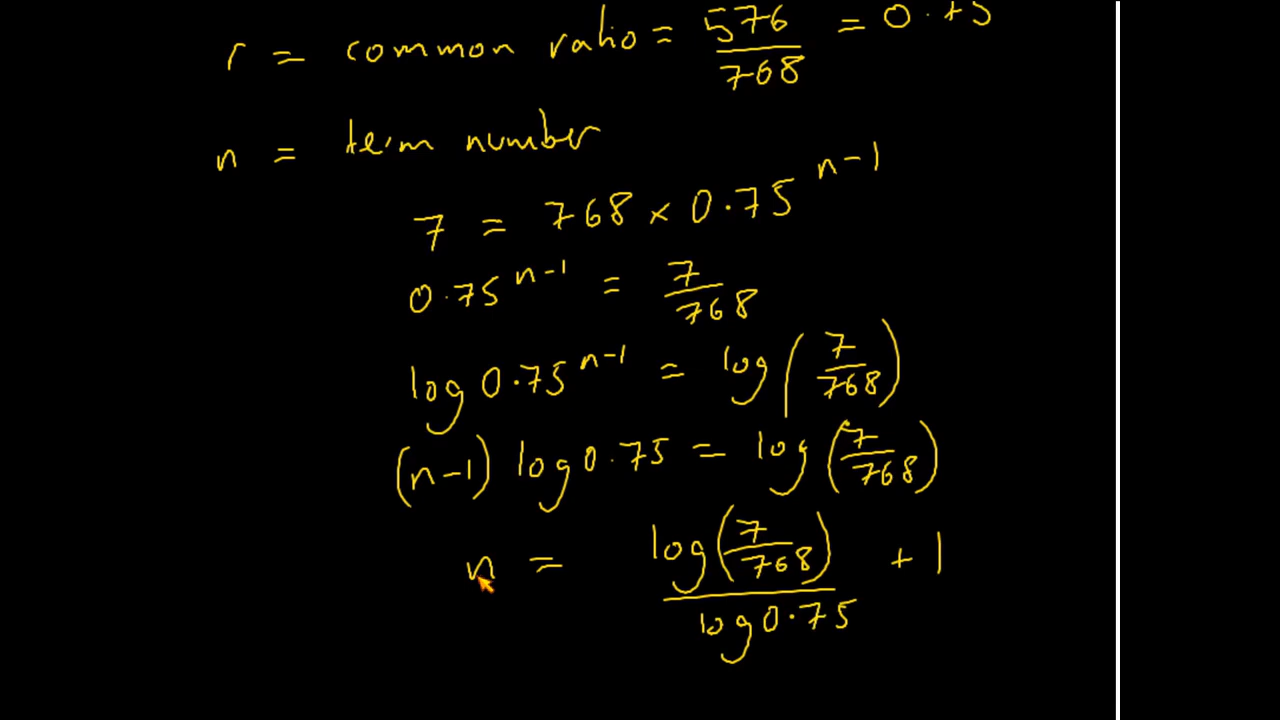 r = common ratio = 576/768 = 0.75
n = term number
7 = 768 × 0.75^(n-1)
0.75^(n-1) = 7/768
log 0.75^(n-1) = log(7/768)
(n-1) log 0.75 = log(7/768)
n = log(7/768)/log 0.75 + 1